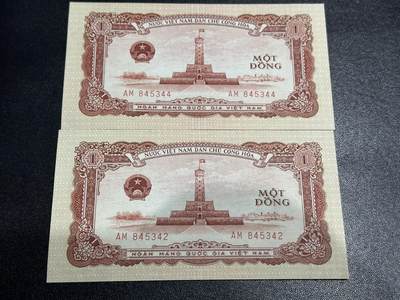 NƯỚC VIỆT NAM DÂN CHỦ CỘNG HÒA
1 1
MỘT
ĐỒNG
AM 845344 AM 845344
NGÂN HÀNG QUỐC GIA VIỆT NAM
NƯỚC VIỆT NAM DÂN CHỦ CỘNG HÒA
1 1
MỘT
ĐỒNG
AM 845342 AM 845342
NGÂN HÀNG QUỐC GIA VIỆT NAM